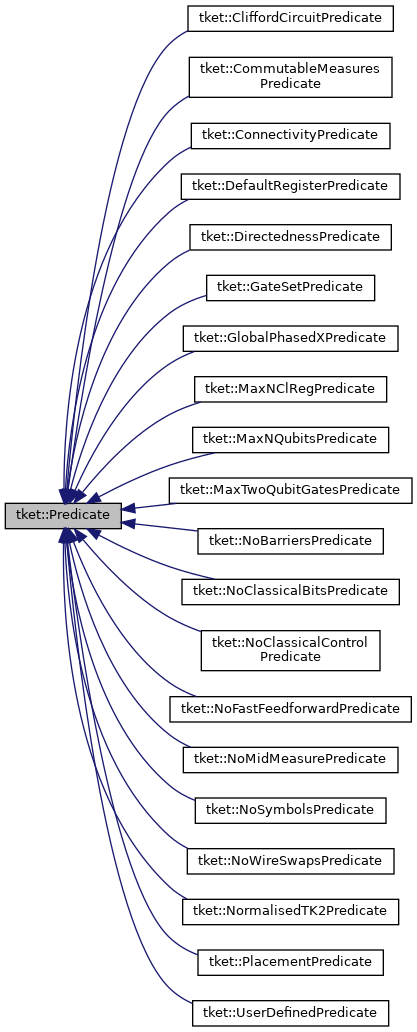 tket::CliffordCircuitPredicate
tket::CommutableMeasures
Predicate
tket::ConnectivityPredicate
tket::DefaultRegisterPredicate
tket::DirectednessPredicate
tket::GateSetPredicate
tket::GlobalPhasedXPredicate
tket::MaxNClRegPredicate
tket::MaxNQubitsPredicate
tket::MaxTwoQubitGatesPredicate
tket::Predicate
tket::NoBarriersPredicate
tket::NoClassicalBitsPredicate
tket::NoClassicalControl
Predicate
tket::NoFastFeedforwardPredicate
tket::NoMidMeasurePredicate
tket::NoSymbolsPredicate
tket::NoWireSwapsPredicate
tket::NormalisedTK2Predicate
tket::PlacementPredicate
tket::UserDefinedPredicate